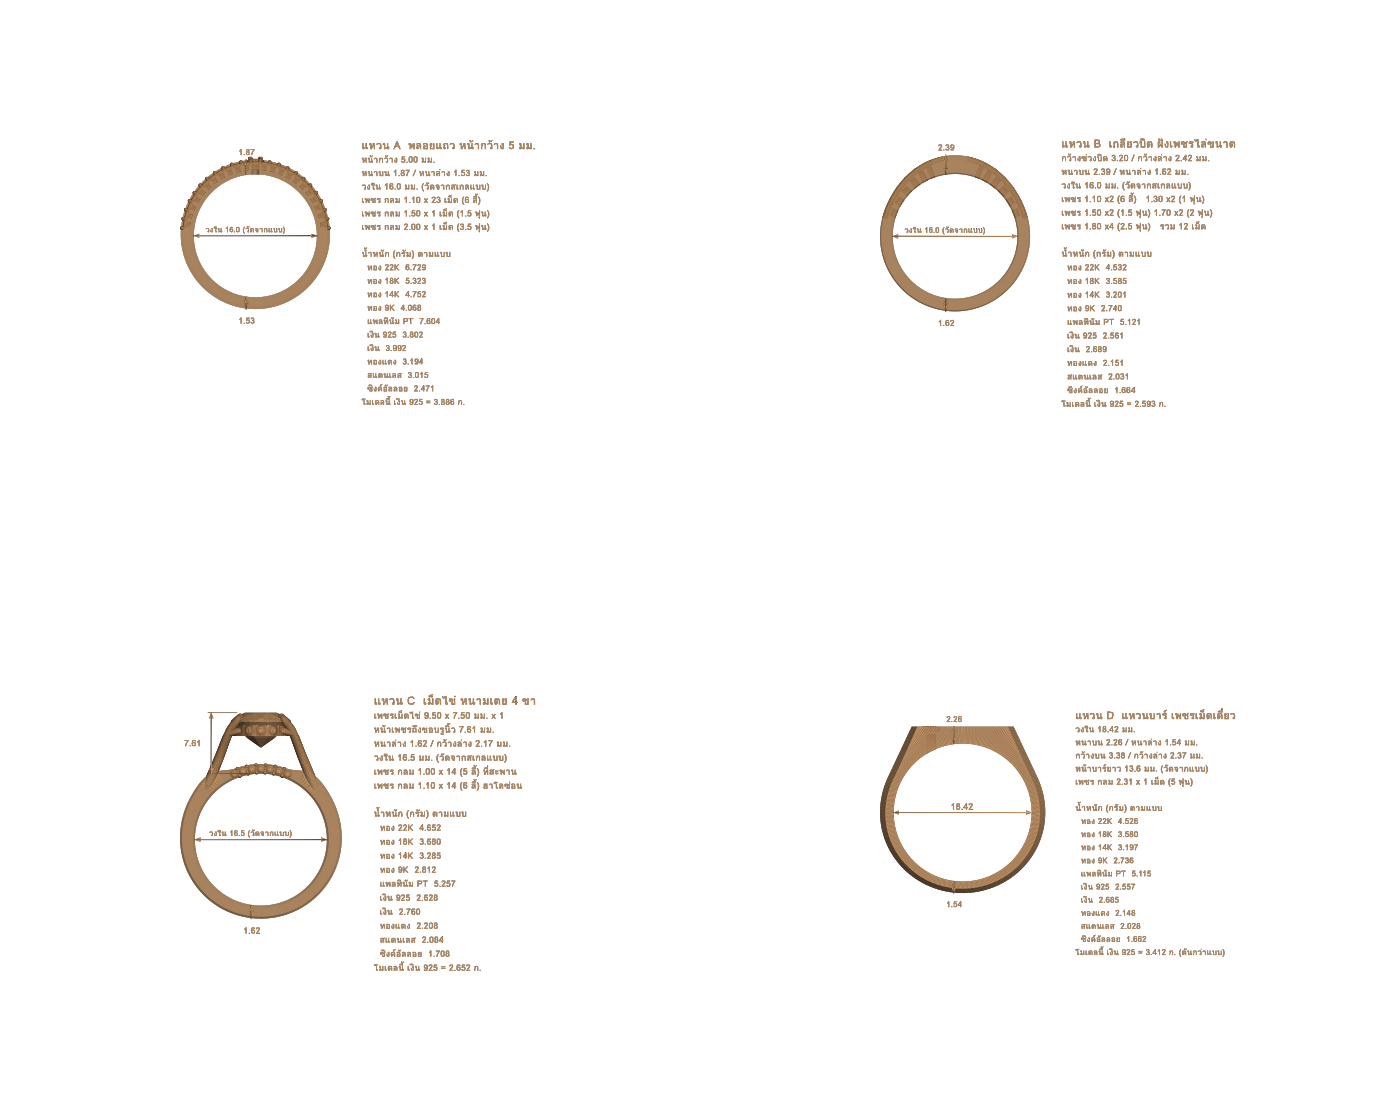 1.87
วงใน 16.0 (วัดจากแบบ)
1.53
แหวน A พลอยแถว หน้ากว้าง 5 มม.
หน้ากว้าง 5.00 มม.
หนาบน 1.87 / หนาล่าง 1.53 มม.
วงใน 16.0 มม. (วัดจากสเกลแบบ)
เพชร กลม 1.10 x 23 เม็ด (6 ลี้)
เพชร กลม 1.50 x 1 เม็ด (1.5 ฟุน)
เพชร กลม 2.00 x 1 เม็ด (3.5 ฟุน)
น้ำหนัก (กรัม) ตามแบบ
ทอง 22K 6.729
ทอง 18K 5.323
ทอง 14K 4.752
ทอง 9K 4.068
แพลทินัม PT 7.604
เงิน 925 3.802
เงิน 3.992
ทองแดง 3.194
สแตนเลส 3.015
ซิงค์อัลลอย 2.471
โมเดลนี้ เงิน 925 = 3.886 ก.
2.39
วงใน 16.0 (วัดจากแบบ)
1.62
แหวน B เกลียวบิด ฝังเพชรไล่ขนาด
กว้างช่วงบิด 3.20 / กว้างล่าง 2.42 มม.
หนาบน 2.39 / หนาล่าง 1.62 มม.
วงใน 16.0 มม. (วัดจากสเกลแบบ)
เพชร 1.10 x2 (6 ลี้) 1.30 x2 (1 ฟุน)
เพชร 1.50 x2 (1.5 ฟุน) 1.70 x2 (2 ฟุน)
เพชร 1.80 x4 (2.5 ฟุน) รวม 12 เม็ด
น้ำหนัก (กรัม) ตามแบบ
ทอง 22K 4.532
ทอง 18K 3.585
ทอง 14K 3.201
ทอง 9K 2.740
แพลทินัม PT 5.121
เงิน 925 2.561
เงิน 2.689
ทองแดง 2.151
สแตนเลส 2.031
ซิงค์อัลลอย 1.664
โมเดลนี้ เงิน 925 = 2.593 ก.
7.61
วงใน 16.5 (วัดจากแบบ)
1.62
แหวน C เม็ดไข่ หนามเตย 4 ขา
เพชรเม็ดไข่ 9.50 x 7.50 มม. x 1
หน้าเพชรถึงขอบรูนิ้ว 7.61 มม.
หนาล่าง 1.62 / กว้างล่าง 2.17 มม.
วงใน 16.5 มม. (วัดจากสเกลแบบ)
เพชร กลม 1.00 x 14 (5 ลี้) ที่สะพาน
เพชร กลม 1.10 x 14 (6 ลี้) ฮาโลซ่อน
น้ำหนัก (กรัม) ตามแบบ
ทอง 22K 4.652
ทอง 18K 3.680
ทอง 14K 3.285
ทอง 9K 2.812
แพลทินัม PT 5.257
เงิน 925 2.628
เงิน 2.760
ทองแดง 2.208
สแตนเลส 2.084
ซิงค์อัลลอย 1.708
โมเดลนี้ เงิน 925 = 2.652 ก.
2.26
18.42
1.54
แหวน D แหวนบาร์ เพชรเม็ดเดี่ยว
วงใน 18.42 มม.
หนาบน 2.26 / หนาล่าง 1.54 มม.
กว้างบน 3.38 / กว้างล่าง 2.37 มม.
หน้าบาร์ยาว 13.6 มม. (วัดจากแบบ)
เพชร กลม 2.31 x 1 เม็ด (5 ฟุน)
น้ำหนัก (กรัม) ตามแบบ
ทอง 22K 4.526
ทอง 18K 3.580
ทอง 14K 3.197
ทอง 9K 2.736
แพลทินัม PT 5.115
เงิน 925 2.557
เงิน 2.685
ทองแดง 2.148
สแตนเลส 2.028
ซิงค์อัลลอย 1.662
โมเดลนี้ เงิน 925 = 3.412 ก. (ตันกว่าแบบ)